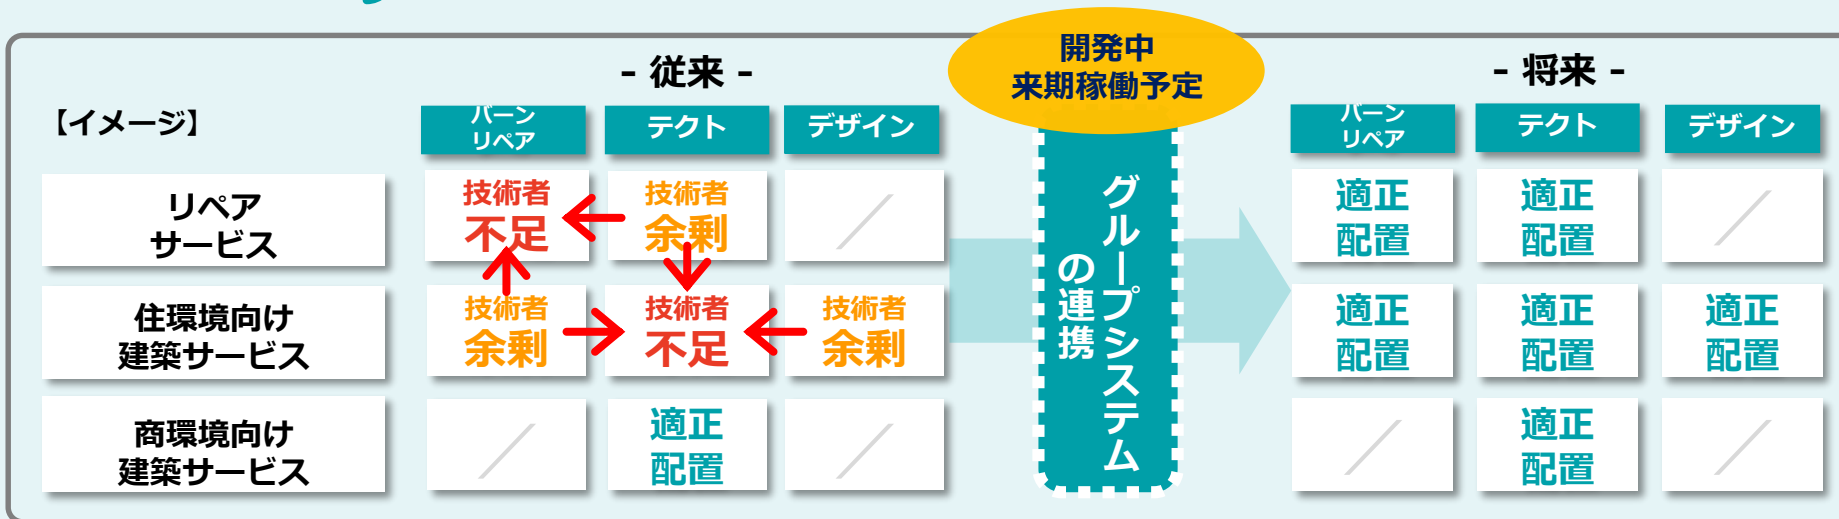 - 従来 -
開発中
来期稼働予定
- 将来 -
【イメージ】
バーン
リペア
テクト
デザイン
バーン
リペア
テクト
デザイン
リペア
サービス
技術者
不足
技術者
余剰
／
適正
配置
適正
配置
／
住環境向け
建築サービス
技術者
余剰
技術者
不足
技術者
余剰
適正
配置
適正
配置
適正
配置
商環境向け
建築サービス
／
適正
配置
／
／
適正
配置
／
グループシステム
の連携